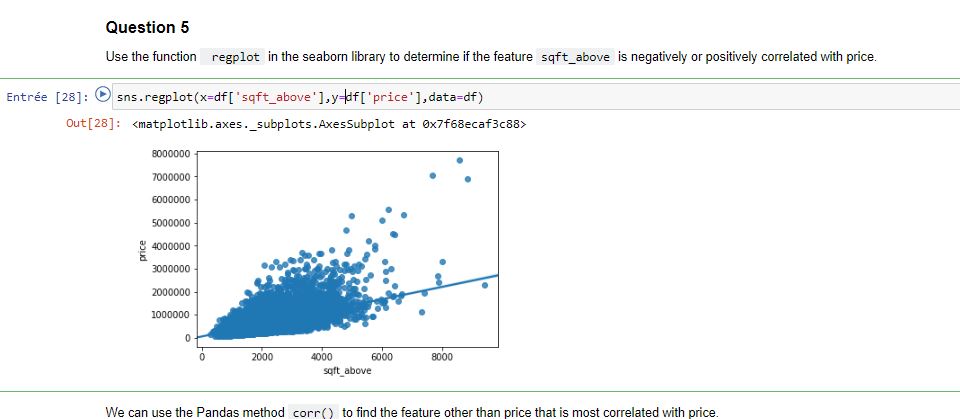 Question 5
Use the function regplot in the seaborn library to determine if the feature sqft_above is negatively or positively correlated with price.
Entrée [28]: sns.regplot(x=df['sqft_above'],y=df['price'],data=df)
Out[28]: <matplotlib.axes._subplots.AxesSubplot at 0x7f68ecaf3c88>
8000000
7000000
6000000
5000000
4000000
3000000
2000000
1000000
0
price
0 2000 4000 6000 8000
sqft_above
We can use the Pandas method corr() to find the feature other than price that is most correlated with price.